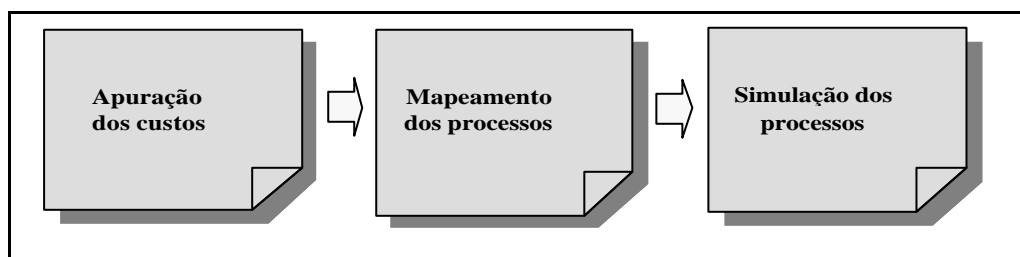 Apuração
dos custos
Mapeamento
dos processos
Simulação dos
processos